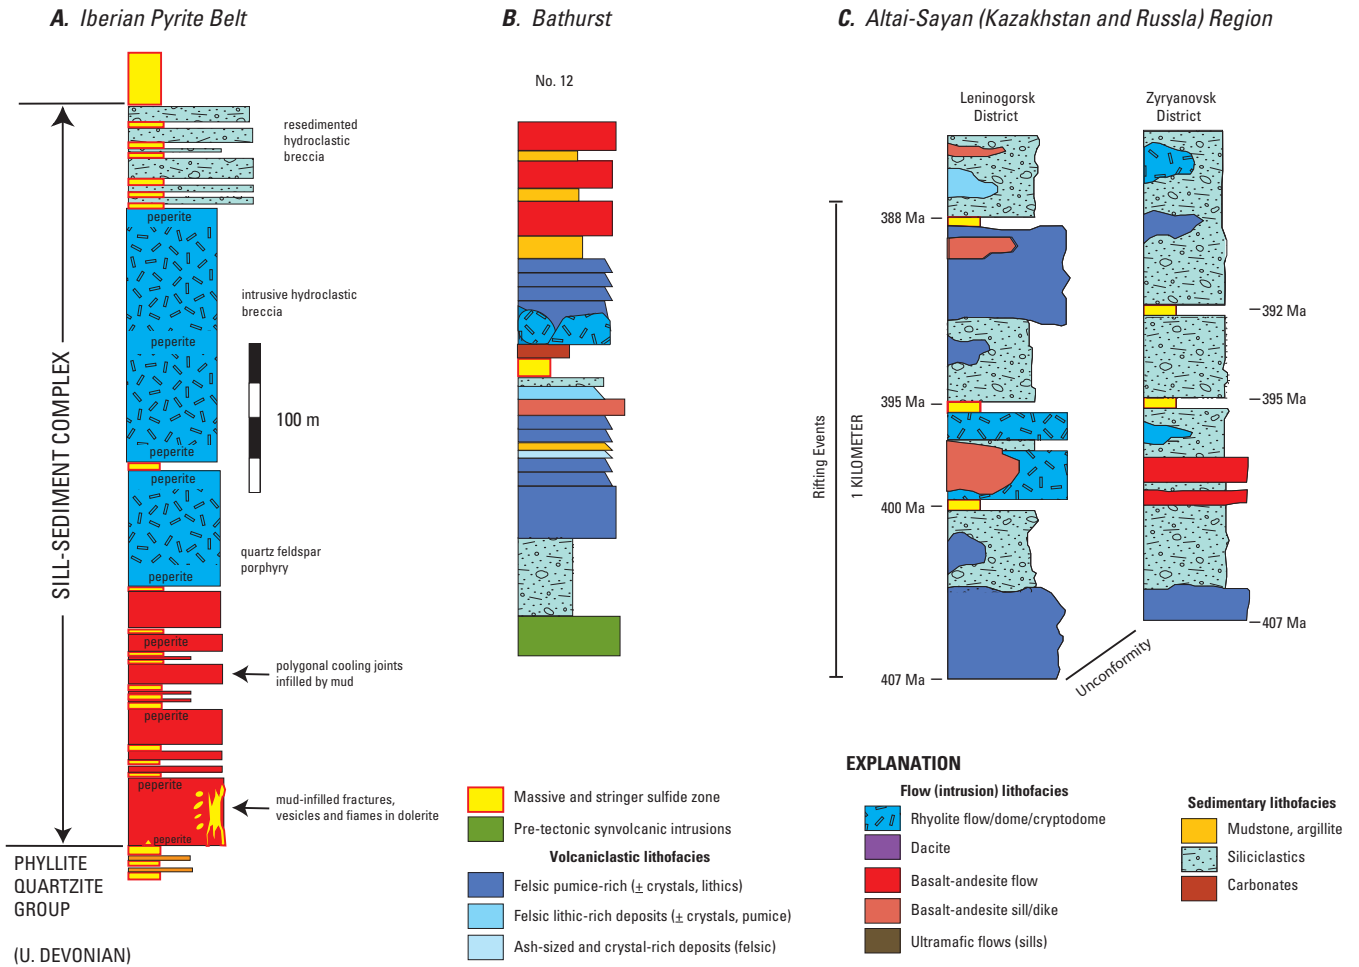 A. Iberian Pyrite Belt
resedimented
hydroclastic
breccia
peperite
intrusive hydroclastic
breccia
peperite
100 m
peperite
peperite
quartz feldspar
porphyry
peperite
peperite
polygonal cooling joints
infilled by mud
peperite
peperite
mud-infilled fractures,
vesicles and fiames in dolerite
peperite
SILL-SEDIMENT COMPLEX
PHYLLITE
QUARTZITE
GROUP
(U. DEVONIAN)
B. Bathurst
No. 12
C. Altai-Sayan (Kazakhstan and Russla) Region
Leninogorsk
District
Zyryanovsk
District
388 Ma
395 Ma
400 Ma
407 Ma
Rifting Events
1 KILOMETER
392 Ma
395 Ma
407 Ma
Unconformity
Massive and stringer sulfide zone
Pre-tectonic synvolcanic intrusions
Volcaniclastic lithofacies
Felsic pumice-rich (± crystals, lithics)
Felsic lithic-rich deposits (± crystals, pumice)
Ash-sized and crystal-rich deposits (felsic)
EXPLANATION
Flow (intrusion) lithofacies
Rhyolite flow/dome/cryptodome
Dacite
Basalt-andesite flow
Basalt-andesite sill/dike
Ultramafic flows (sills)
Sedimentary lithofacies
Mudstone, argillite
Siliciclastics
Carbonates